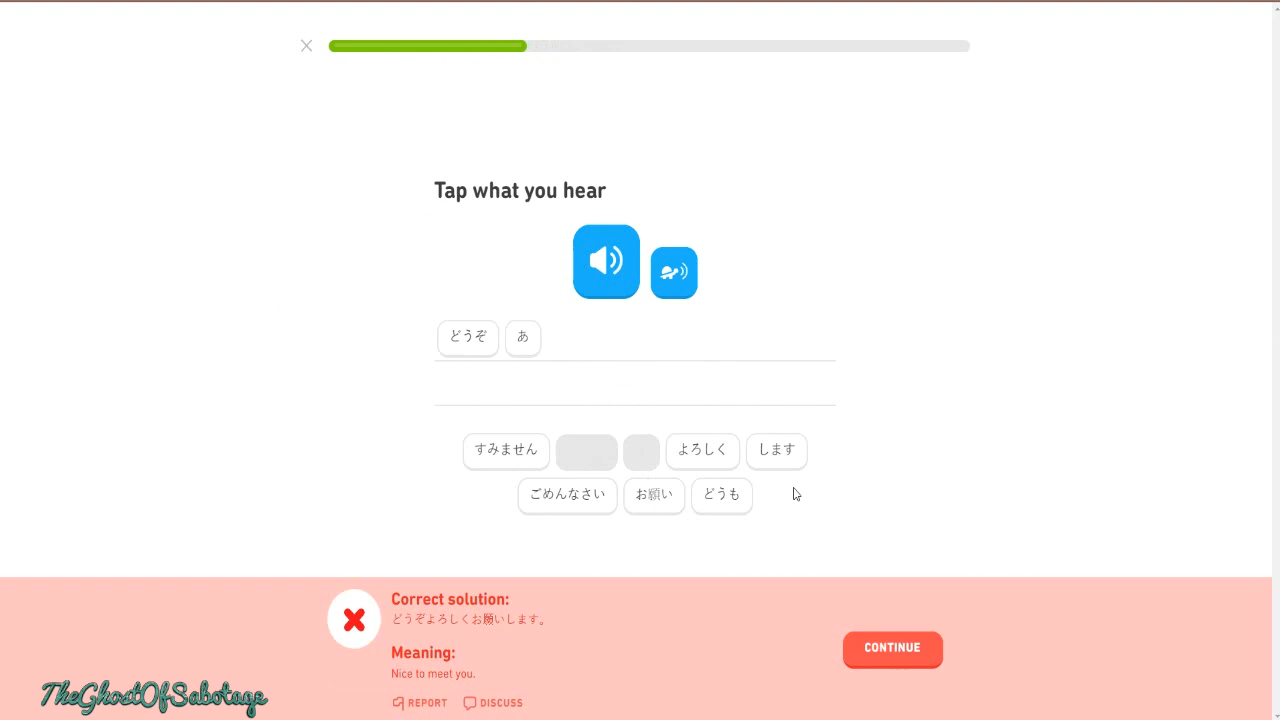 Tap what you hear
どうぞ あ
すみません よろしく します
ごめんなさい お願い どうも
Correct solution:
どうぞよろしくお願いします。
Meaning:
Nice to meet you.
CONTINUE
REPORT DISCUSS
TheGhostOfSabotage